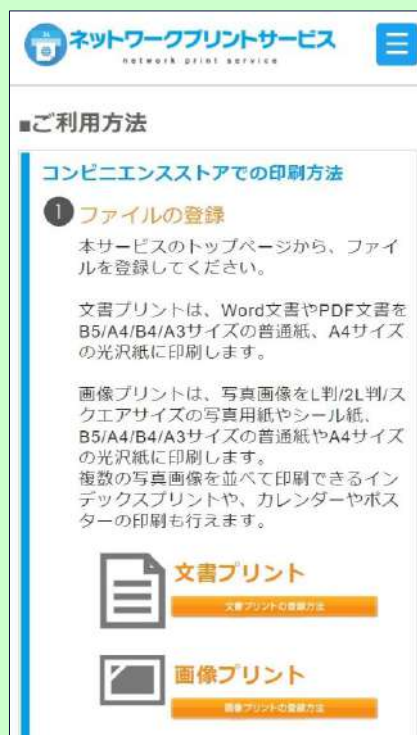 ネットワークプリントサービス
network print service
■ご利用方法
コンビニエンスストアでの印刷方法
1 ファイルの登録
本サービスのトップページから、ファイ
ルを登録してください。
文書プリントは、Word文書やPDF文書を
B5/A4/B4/A3サイズの普通紙、A4サイズ
の光沢紙に印刷します。
画像プリントは、写真画像をL判/2L判/ス
クエアサイズの写真用紙やシール紙、
B5/A4/B4/A3サイズの普通紙やA4サイズ
の光沢紙に印刷します。
複数の写真画像を並べて印刷できるイン
デックスプリントや、カレンダーやポス
ターの印刷も行えます。
文書プリント
文書プリントの登録方法
画像プリント
画像プリントの登録方法